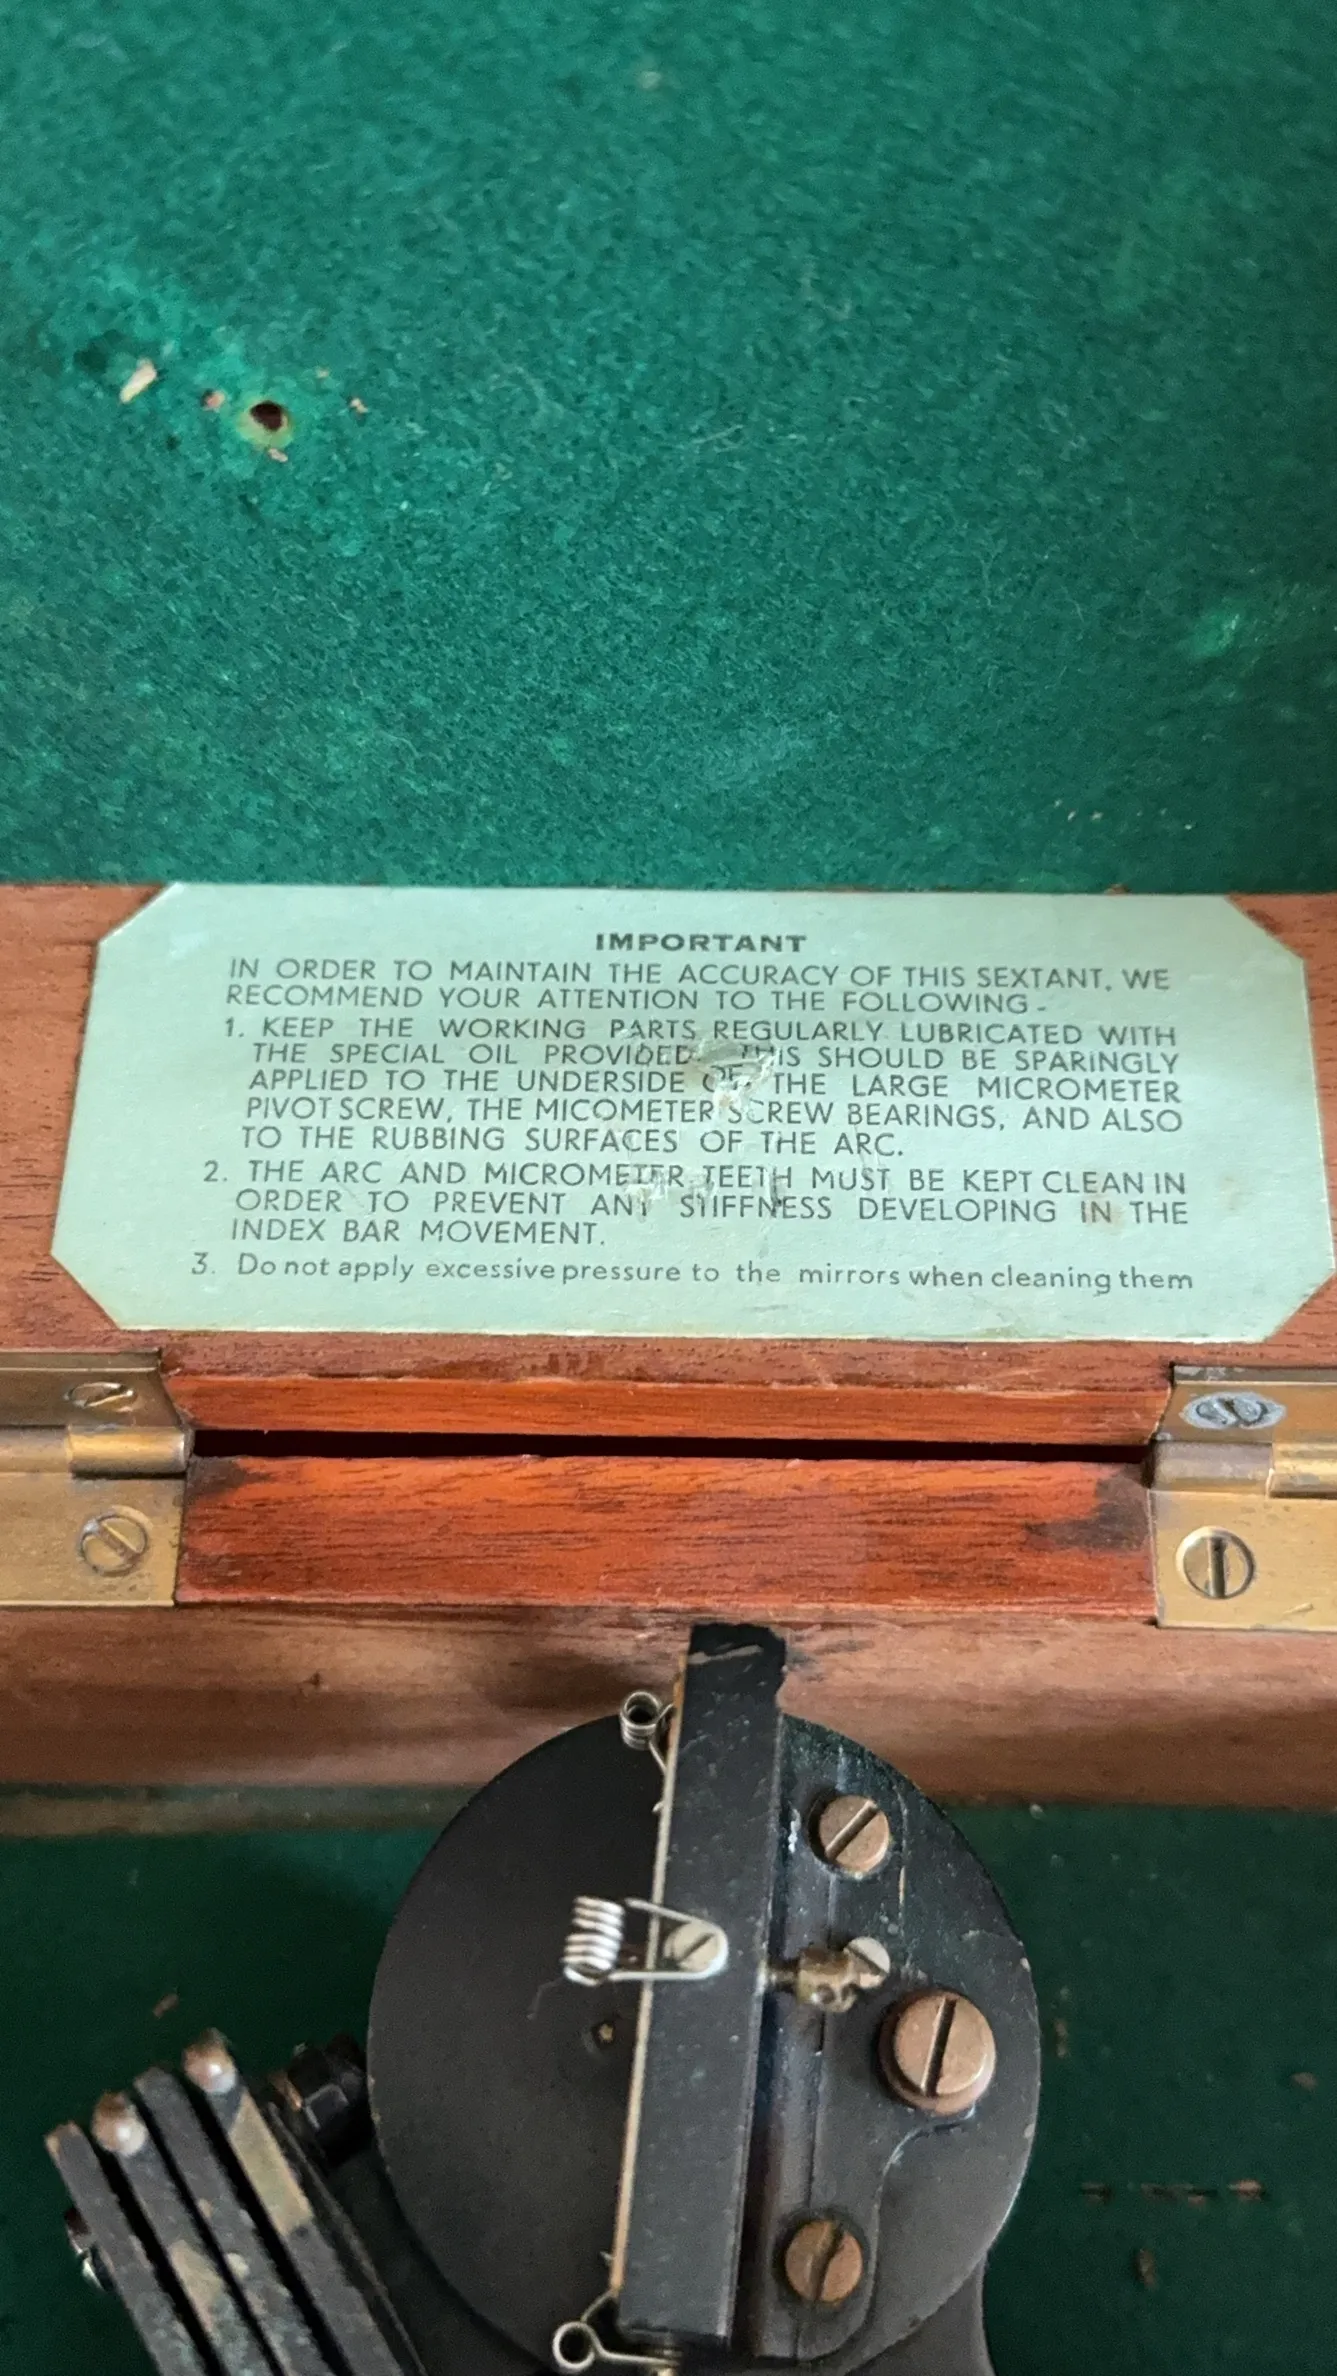 IMPORTANT
IN ORDER TO MAINTAIN THE ACCURACY OF THIS SEXTANT, WE
RECOMMEND YOUR ATTENTION TO THE FOLLOWING -
1. KEEP THE WORKING PARTS REGULARLY LUBRICATED WITH
THE SPECIAL OIL PROVIDED. THIS SHOULD BE SPARINGLY
APPLIED TO THE UNDERSIDE OF THE LARGE MICROMETER
PIVOT SCREW, THE MICOMETER SCREW BEARINGS, AND ALSO
TO THE RUBBING SURFACES OF THE ARC.
2. THE ARC AND MICROMETER TEETH MUST BE KEPT CLEAN IN
ORDER TO PREVENT ANY STIFFNESS DEVELOPING IN THE
INDEX BAR MOVEMENT.
3. Do not apply excessive pressure to the mirrors when cleaning them